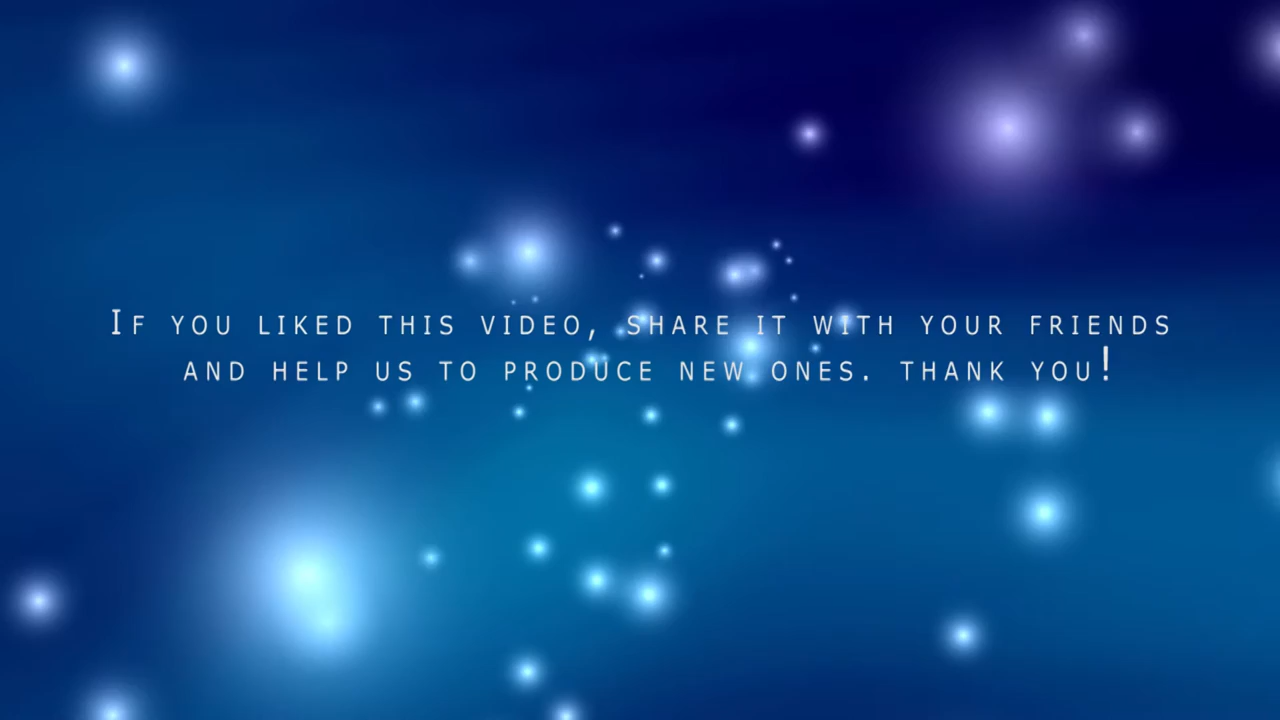 If you liked this video, share it with your friends
and help us to produce new ones. thank you!